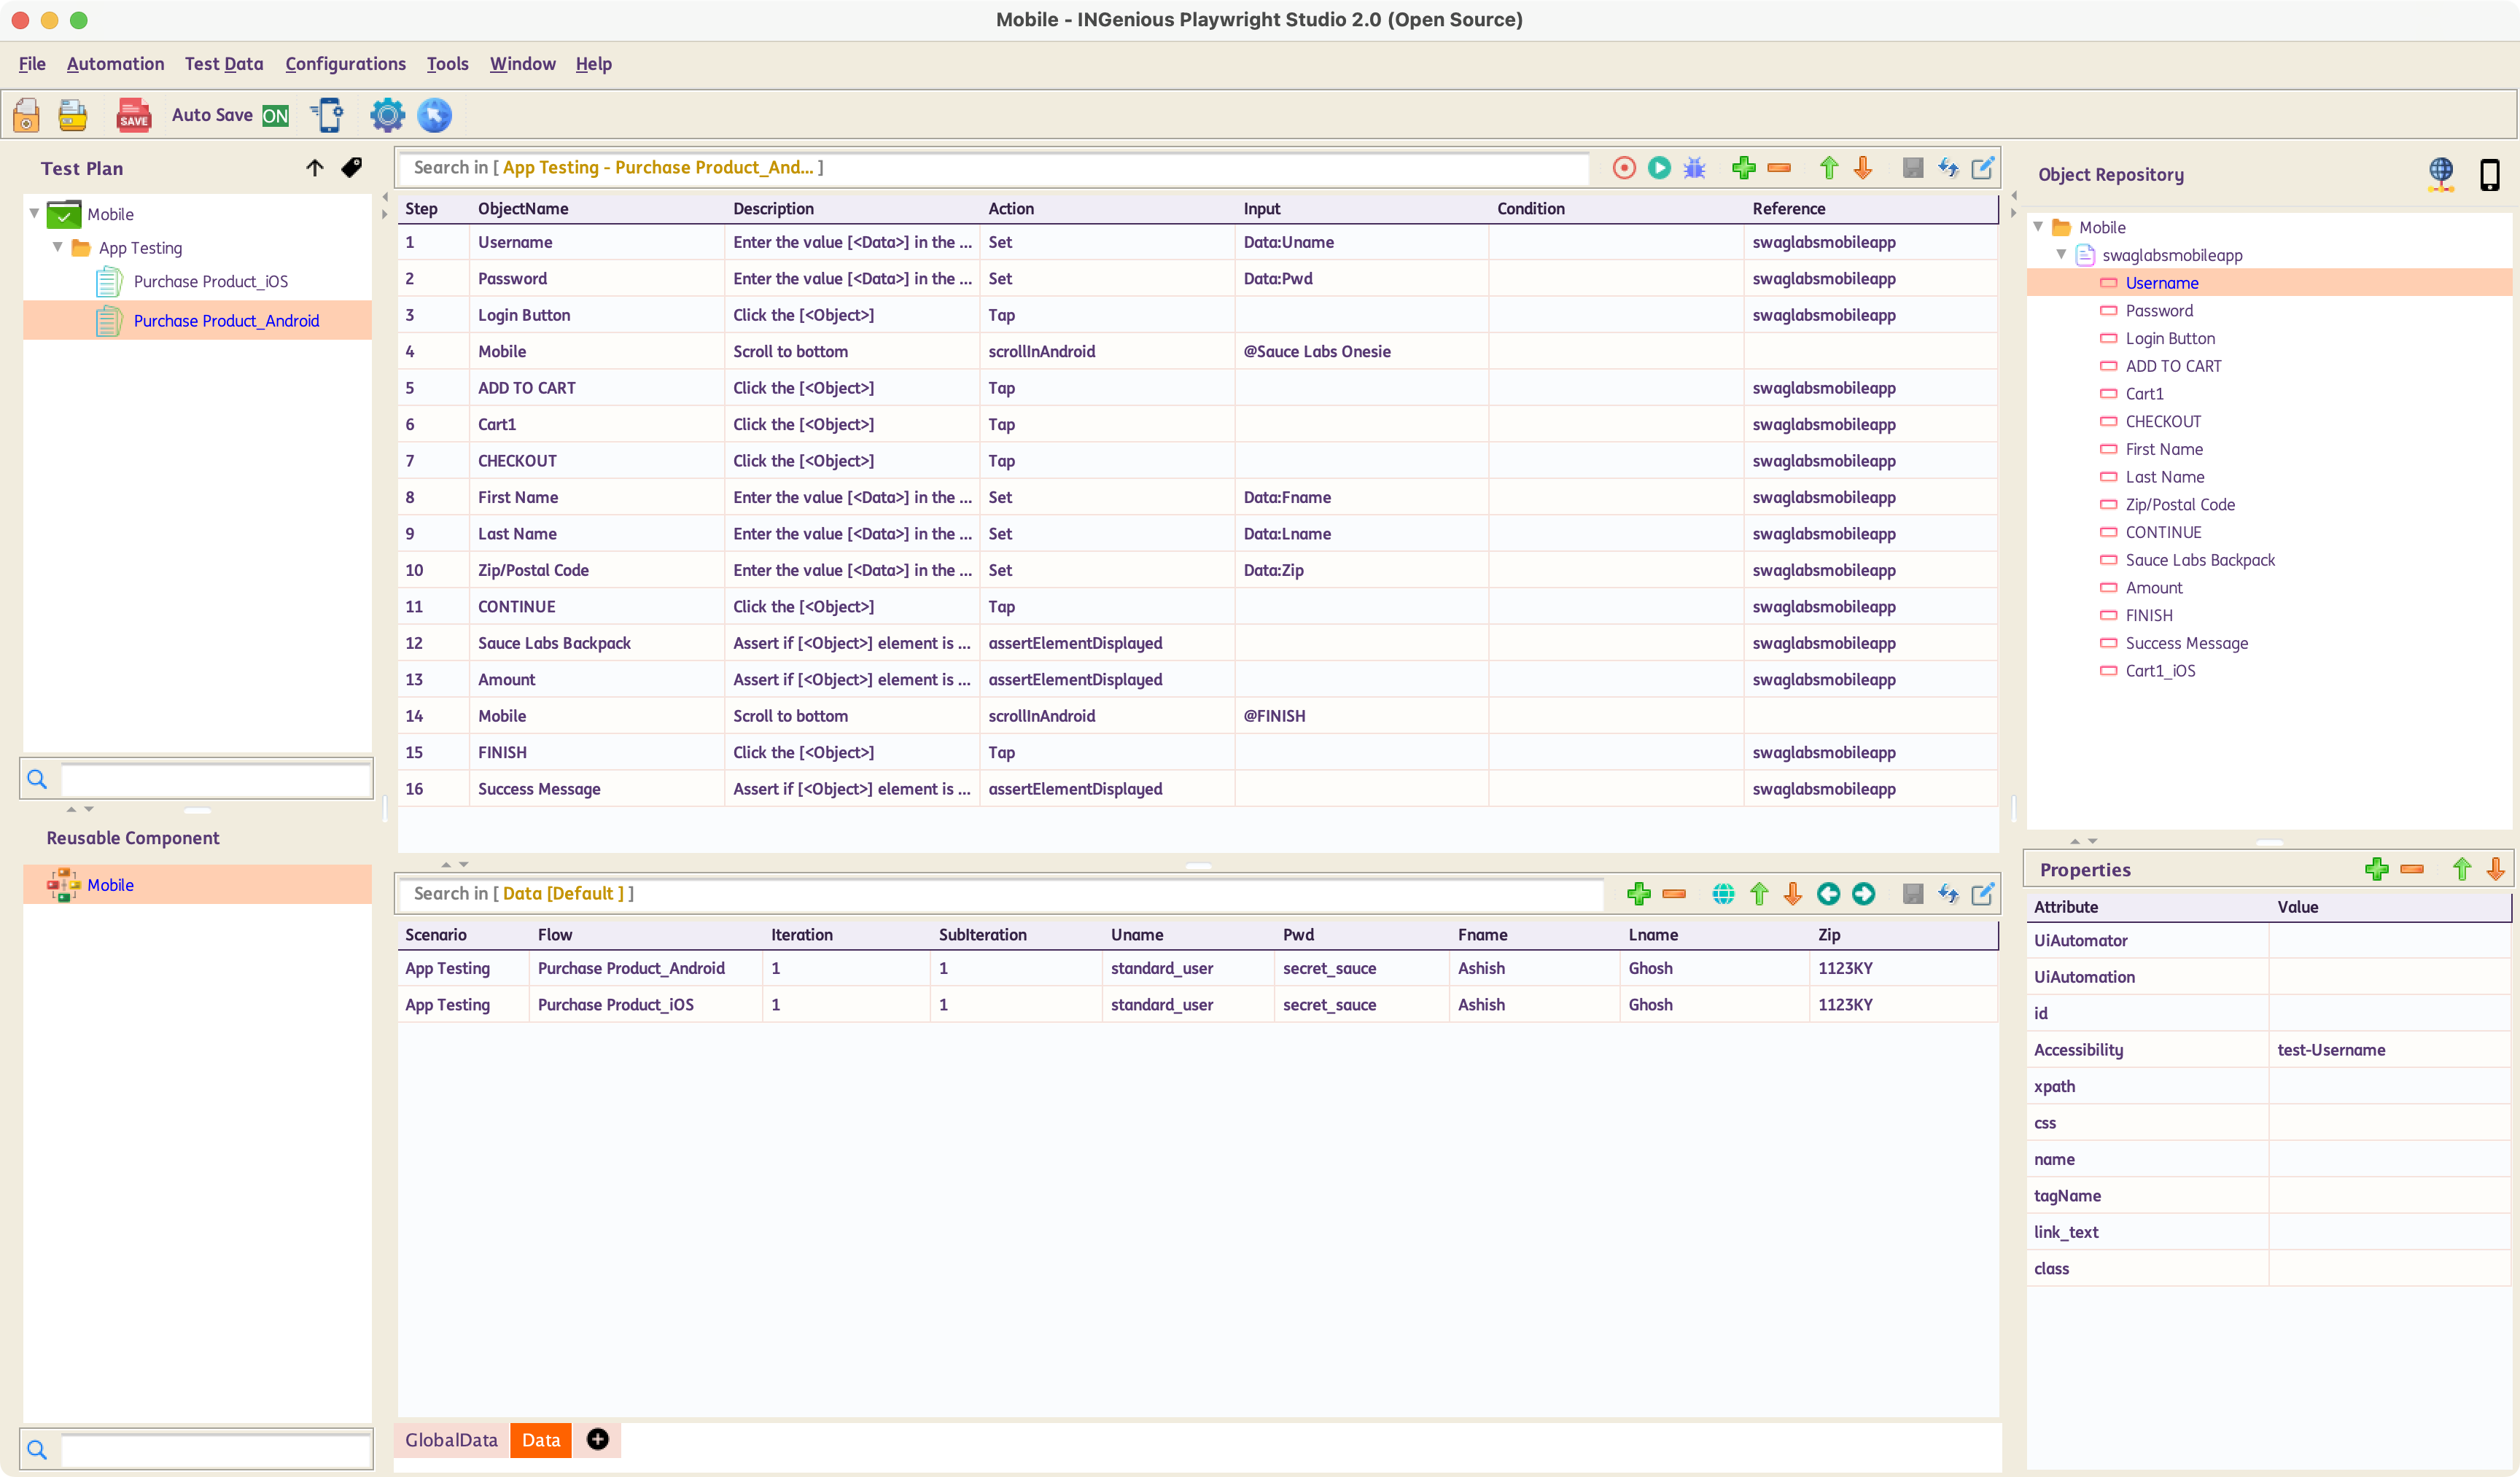 Mobile - INGenious Playwright Studio 2.0 (Open Source)
File Automation Test Data Configurations Tools Window Help
SAVE Auto Save ON
Test Plan
Mobile
App Testing
Purchase Product_iOS
Purchase Product_Android
Reusable Component
Mobile
Search in [ App Testing - Purchase Product_And... ]
Step ObjectName Description Action Input Condition Reference
1 Username Enter the value [<Data>] in the ... Set Data:Uname swaglabsmobileapp
2 Password Enter the value [<Data>] in the ... Set Data:Pwd swaglabsmobileapp
3 Login Button Click the [<Object>] Tap swaglabsmobileapp
4 Mobile Scroll to bottom scrollInAndroid @Sauce Labs Onesie
5 ADD TO CART Click the [<Object>] Tap swaglabsmobileapp
6 Cart1 Click the [<Object>] Tap swaglabsmobileapp
7 CHECKOUT Click the [<Object>] Tap swaglabsmobileapp
8 First Name Enter the value [<Data>] in the ... Set Data:Fname swaglabsmobileapp
9 Last Name Enter the value [<Data>] in the ... Set Data:Lname swaglabsmobileapp
10 Zip/Postal Code Enter the value [<Data>] in the ... Set Data:Zip swaglabsmobileapp
11 CONTINUE Click the [<Object>] Tap swaglabsmobileapp
12 Sauce Labs Backpack Assert if [<Object>] element is ... assertElementDisplayed swaglabsmobileapp
13 Amount Assert if [<Object>] element is ... assertElementDisplayed swaglabsmobileapp
14 Mobile Scroll to bottom scrollInAndroid @FINISH
15 FINISH Click the [<Object>] Tap swaglabsmobileapp
16 Success Message Assert if [<Object>] element is ... assertElementDisplayed swaglabsmobileapp
Search in [ Data [Default ] ]
Scenario Flow Iteration SubIteration Uname Pwd Fname Lname Zip
App Testing Purchase Product_Android 1 1 standard_user secret_sauce Ashish Ghosh 1123KY
App Testing Purchase Product_iOS 1 1 standard_user secret_sauce Ashish Ghosh 1123KY
GlobalData Data
Object Repository
Mobile
swaglabsmobileapp
Username
Password
Login Button
ADD TO CART
Cart1
CHECKOUT
First Name
Last Name
Zip/Postal Code
CONTINUE
Sauce Labs Backpack
Amount
FINISH
Success Message
Cart1_iOS
Properties
Attribute Value
UiAutomator
UiAutomation
id
Accessibility test-Username
xpath
css
name
tagName
link_text
class